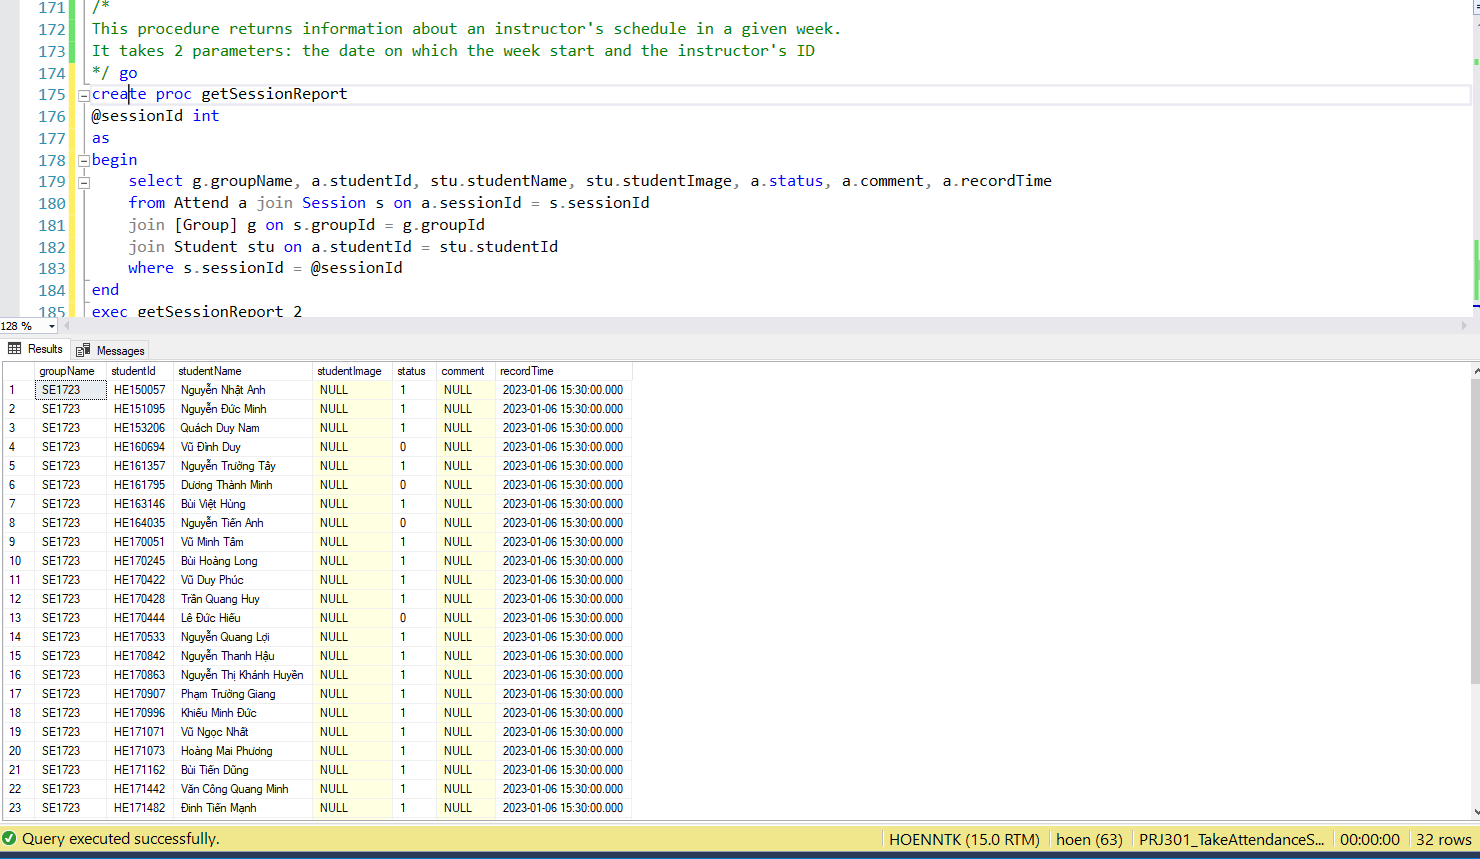 171 /*
172 This procedure returns information about an instructor's schedule in a given week.
173 It takes 2 parameters: the date on which the week start and the instructor's ID
174 */ go
175 create proc getSessionReport
176 @sessionId int
177 as
178 begin
179 select g.groupName, a.studentId, stu.studentName, stu.studentImage, a.status, a.comment, a.recordTime
180 from Attend a join Session s on a.sessionId = s.sessionId
181 join [Group] g on s.groupId = g.groupId
182 join Student stu on a.studentId = stu.studentId
183 where s.sessionId = @sessionId
184 end
185 exec getSessionReport 2
128 %
Results Messages
groupName studentId studentName studentImage status comment recordTime
1 SE1723 HE150057 Nguyễn Nhật Anh NULL 1 NULL 2023-01-06 15:30:00.000
2 SE1723 HE151095 Nguyễn Đức Minh NULL 1 NULL 2023-01-06 15:30:00.000
3 SE1723 HE153206 Quách Duy Nam NULL 1 NULL 2023-01-06 15:30:00.000
4 SE1723 HE160694 Vũ Đình Duy NULL 0 NULL 2023-01-06 15:30:00.000
5 SE1723 HE161357 Nguyễn Trường Tây NULL 1 NULL 2023-01-06 15:30:00.000
6 SE1723 HE161795 Dương Thành Minh NULL 0 NULL 2023-01-06 15:30:00.000
7 SE1723 HE163146 Bùi Việt Hùng NULL 1 NULL 2023-01-06 15:30:00.000
8 SE1723 HE164035 Nguyễn Tiến Anh NULL 0 NULL 2023-01-06 15:30:00.000
9 SE1723 HE170051 Vũ Minh Tâm NULL 1 NULL 2023-01-06 15:30:00.000
10 SE1723 HE170245 Bùi Hoàng Long NULL 1 NULL 2023-01-06 15:30:00.000
11 SE1723 HE170422 Vũ Duy Phúc NULL 1 NULL 2023-01-06 15:30:00.000
12 SE1723 HE170428 Trần Quang Huy NULL 1 NULL 2023-01-06 15:30:00.000
13 SE1723 HE170444 Lê Đức Hiếu NULL 0 NULL 2023-01-06 15:30:00.000
14 SE1723 HE170533 Nguyễn Quang Lợi NULL 1 NULL 2023-01-06 15:30:00.000
15 SE1723 HE170842 Nguyễn Thanh Hậu NULL 1 NULL 2023-01-06 15:30:00.000
16 SE1723 HE170863 Nguyễn Thị Khánh Huyền NULL 1 NULL 2023-01-06 15:30:00.000
17 SE1723 HE170907 Phạm Trường Giang NULL 1 NULL 2023-01-06 15:30:00.000
18 SE1723 HE170996 Khiếu Minh Đức NULL 1 NULL 2023-01-06 15:30:00.000
19 SE1723 HE171071 Vũ Ngọc Nhất NULL 1 NULL 2023-01-06 15:30:00.000
20 SE1723 HE171073 Hoàng Mai Phương NULL 1 NULL 2023-01-06 15:30:00.000
21 SE1723 HE171162 Bùi Tiến Dũng NULL 1 NULL 2023-01-06 15:30:00.000
22 SE1723 HE171442 Văn Công Quang Minh NULL 1 NULL 2023-01-06 15:30:00.000
23 SE1723 HE171482 Đinh Tiến Mạnh NULL 1 NULL 2023-01-06 15:30:00.000
Query executed successfully. HOENNTK (15.0 RTM) hoen (63) PRJ301_TakeAttendanceS... 00:00:00 32 rows